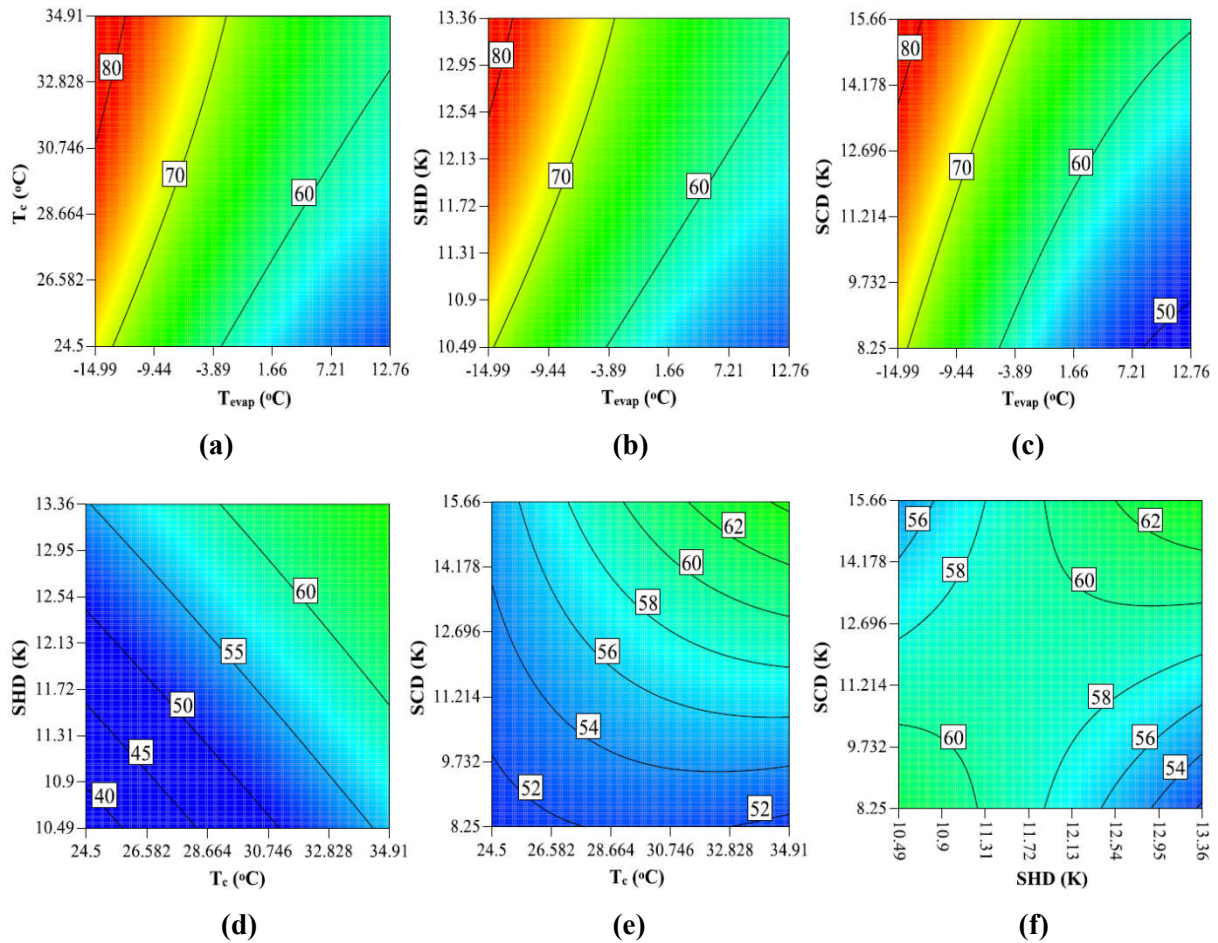 34.91
32.828
30.746
28.664
26.582
24.5
Tc (oC)
80
70
60
-14.99 -9.44 -3.89 1.66 7.21 12.76
Tevap (oC)
(a)
13.36
12.95
12.54
12.13
11.72
11.31
10.9
10.49
SHD (K)
80
70
60
-14.99 -9.44 -3.89 1.66 7.21 12.76
Tevap (oC)
(b)
15.66
14.178
12.696
11.214
9.732
8.25
SCD (K)
80
70
60
50
-14.99 -9.44 -3.89 1.66 7.21 12.76
Tevap (oC)
(c)
13.36
12.95
12.54
12.13
11.72
11.31
10.9
10.49
SHD (K)
60
55
50
45
40
24.5 26.582 28.664 30.746 32.828 34.91
Tc (oC)
(d)
15.66
14.178
12.696
11.214
9.732
8.25
SCD (K)
62
60
58
56
54
52
52
24.5 26.582 28.664 30.746 32.828 34.91
Tc (oC)
(e)
15.66
14.178
12.696
11.214
9.732
8.25
SCD (K)
56
62
58
60
58
60
56
54
10.49 10.9 11.31 11.72 12.13 12.54 12.95 13.36
SHD (K)
(f)